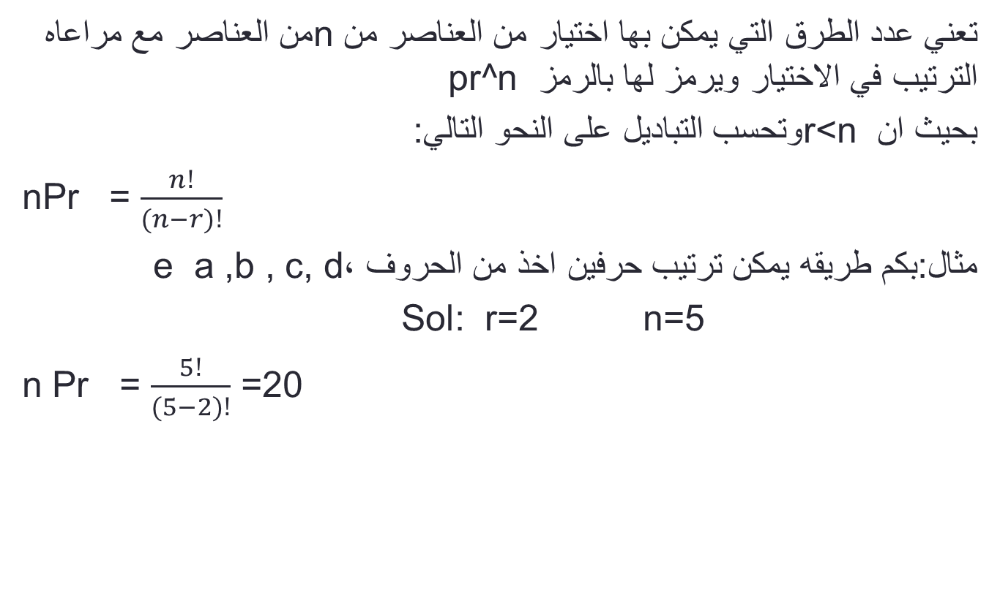 تعني عدد الطرق التي يمكن بها اختيار من العناصر من nمن العناصر مع مراعاه
الترتيب في الاختيار ويرمز لها بالرمز pr^n
بحيث ان r<nوتحسب التباديل على النحو التالي:
nPr = n!/(n−r)!
مثال:بكم طريقه يمكن ترتيب حرفين اخذ من الحروف ،e a ,b , c, d
Sol: r=2 n=5
n Pr = 5!/(5−2)! =20